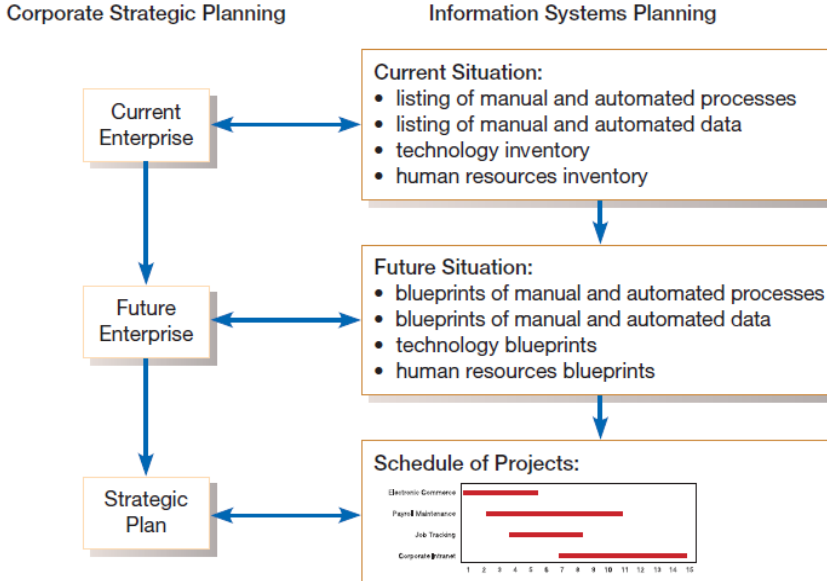 Corporate Strategic Planning
Information Systems Planning
Current
Enterprise
Current Situation:
• listing of manual and automated processes
• listing of manual and automated data
• technology inventory
• human resources inventory
Future
Enterprise
Future Situation:
• blueprints of manual and automated processes
• blueprints of manual and automated data
• technology blueprints
• human resources blueprints
Strategic
Plan
Schedule of Projects:
Electronic Commerce
Payroll Maintenance
Job Tracking
Corporate Intranet
1 2 3 4 5 6 7 8 9 10 11 12 13 14 15